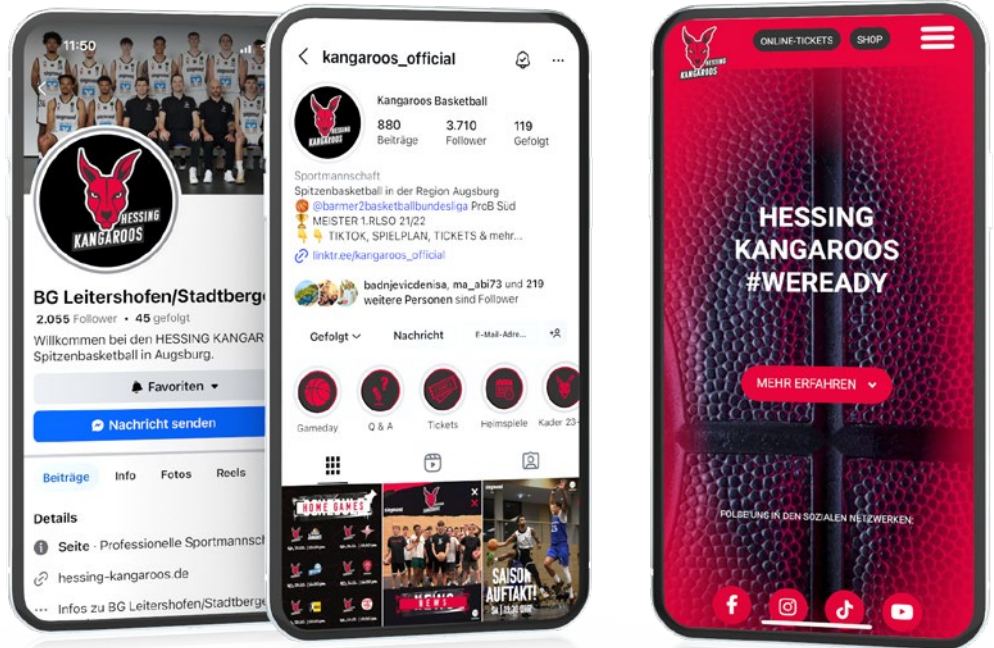 11:50
HESSING
KANGAROOS
BG Leitershofen/Stadtberge
2.055 Follower • 45 gefolgt
Willkommen bei den HESSING KANGAR
Spitzenbasketball in Augsburg.
Favoriten
Nachricht senden
Beiträge Info Fotos Reels
Details
Seite · Professionelle Sportmannsch
hessing-kangaroos.de
Infos zu BG Leitershofen/Stadtberge
kangaroos_official
HESSING
KANGAROOS
Kangaroos Basketball
880 3.710 119
Beiträge Follower Gefolgt
Sportmannschaft
Spitzenbasketball in der Region Augsburg
@barmer2basketballbundesliga ProB Süd
MEISTER 1.RLSO 21/22
TIKTOK, SPIELPLAN, TICKETS & mehr...
linktr.ee/kangaroos_official
badnjevicdenisa, ma_abi73 und 219
weitere Personen sind Follower
Gefolgt Nachricht E-Mail-Adre...
Gameday Q & A Tickets Heimspiele Kader 23-
HOME GAMES
NEWS
SAISON
AUFTAKT!
HESSING
KANGAROOS
ONLINE-TICKETS SHOP
HESSING
KANGAROOS
#WEREADY
MEHR ERFAHREN
FOLGE UNS IN DEN SOZIALEN NETZWERKEN: